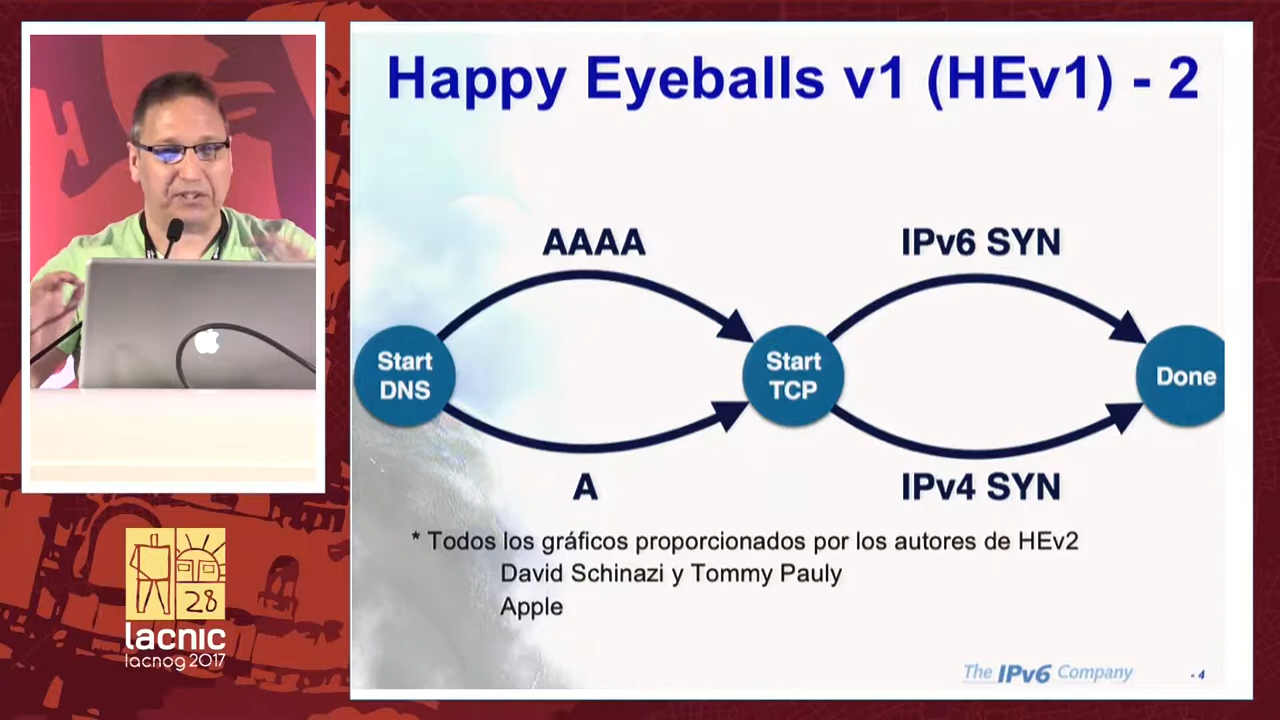 Happy Eyeballs v1 (HEv1) - 2
AAAA
IPv6 SYN
Start
DNS
Start
TCP
Done
A
IPv4 SYN
* Todos los gráficos proporcionados por los autores de HEv2
David Schinazi y Tommy Pauly
Apple
The IPv6 Company
- 4
28
lacnic
lacnog 2017